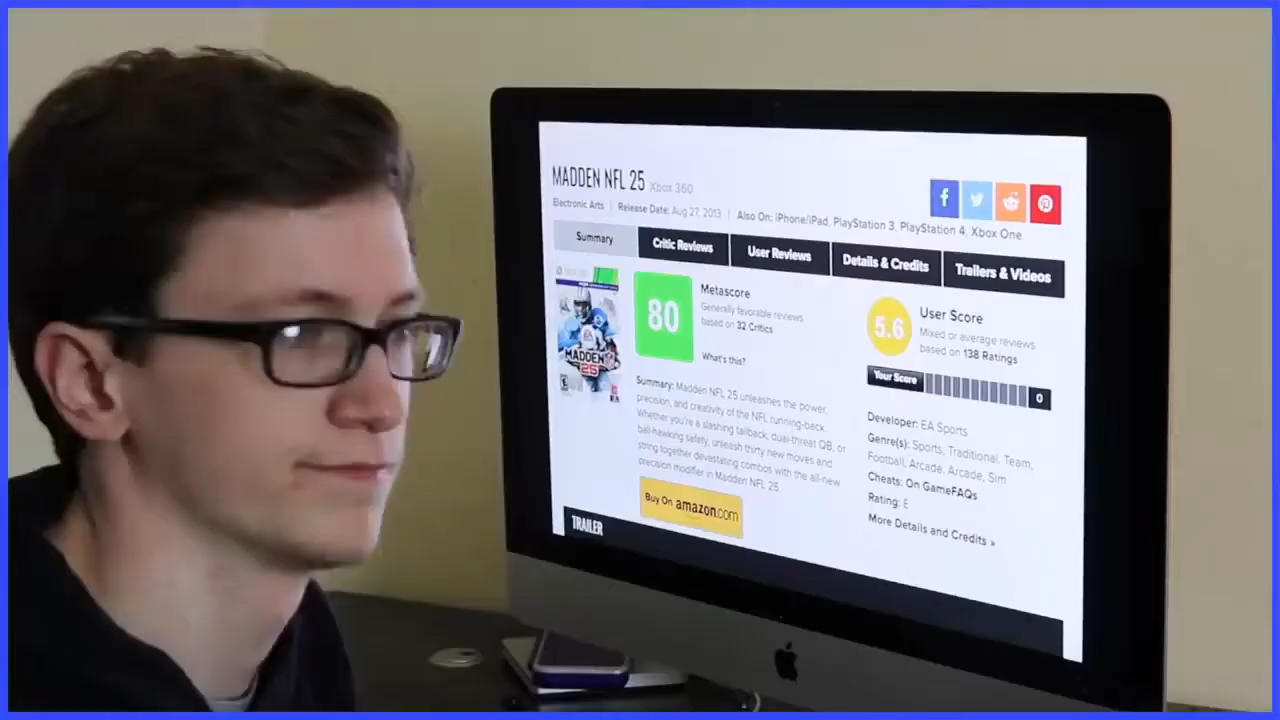 MADDEN NFL 25 Xbox 360
Electronic Arts | Release Date: Aug 27, 2013 | Also On: iPhone/iPad, PlayStation 3, PlayStation 4, Xbox One
Summary
Critic Reviews
User Reviews
Details & Credits
Trailers & Videos
MADDEN
25
80
Metascore
Generally favorable reviews
based on 32 Critics
What's this?
Summary: Madden NFL 25 unleashes the power,
precision, and creativity of the NFL running-back.
Whether you're a slashing tailback, dual-threat QB, or
ball-hawking safety, unleash thirty new moves and
string together devastating combos with the all-new
precision modifier in Madden NFL 25.
Buy On amazon.com
5.6
User Score
Mixed or average reviews
based on 138 Ratings
Your Score
0
Developer: EA Sports
Genre(s): Sports, Traditional, Team,
Football, Arcade, Arcade, Sim
Cheats: On GameFAQs
Rating: E
More Details and Credits »
TRAILER